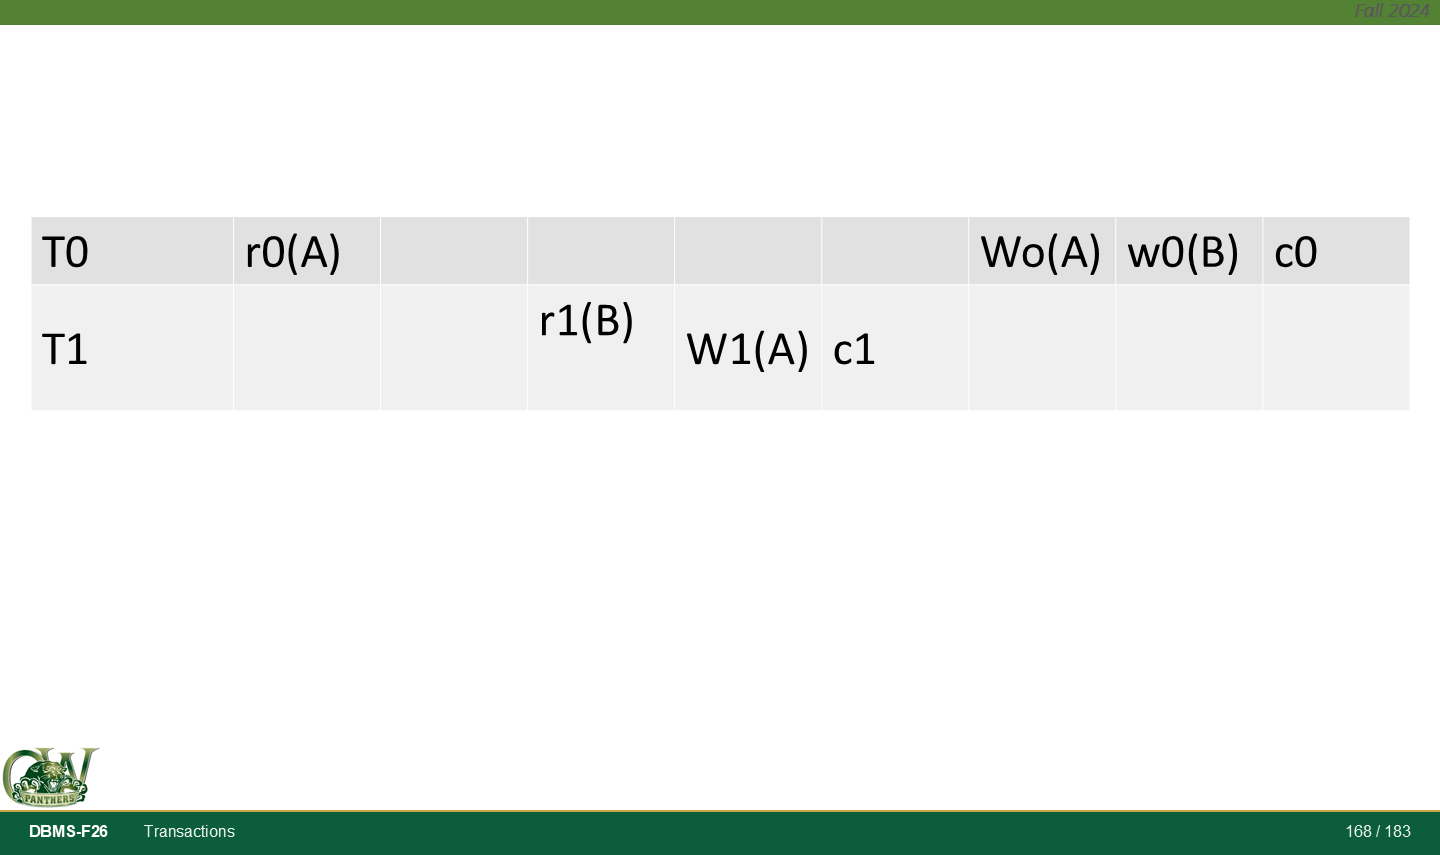 Fall 2024
T0 r0(A) Wo(A) w0(B) c0
T1 r1(B) W1(A) c1
PANTHERS
DBMS-F26 Transactions 168 / 183